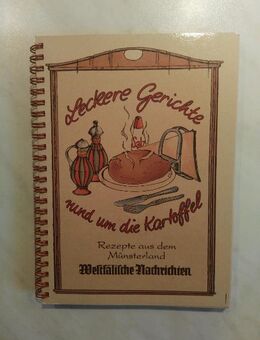 Leckere Gerichte
rund um die Kartoffel
Rezepte aus dem
Münsterland
Westfälische Nachrichten